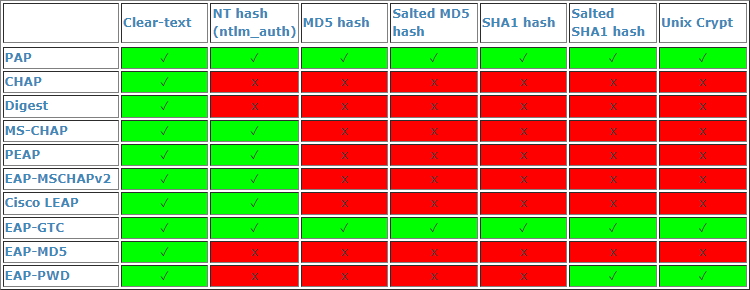 Clear-text NT hash (ntlm_auth) MD5 hash Salted MD5 hash SHA1 hash Salted SHA1 hash Unix Crypt
PAP ✓ ✓ ✓ ✓ ✓ ✓ ✓
CHAP ✓ x x x x x x
Digest ✓ x x x x x x
MS-CHAP ✓ ✓ x x x x x
PEAP ✓ ✓ x x x x x
EAP-MSCHAPv2 ✓ ✓ x x x x x
Cisco LEAP ✓ ✓ x x x x x
EAP-GTC ✓ ✓ ✓ ✓ ✓ ✓ ✓
EAP-MD5 ✓ x x x x x x
EAP-PWD ✓ x x x x ✓ ✓